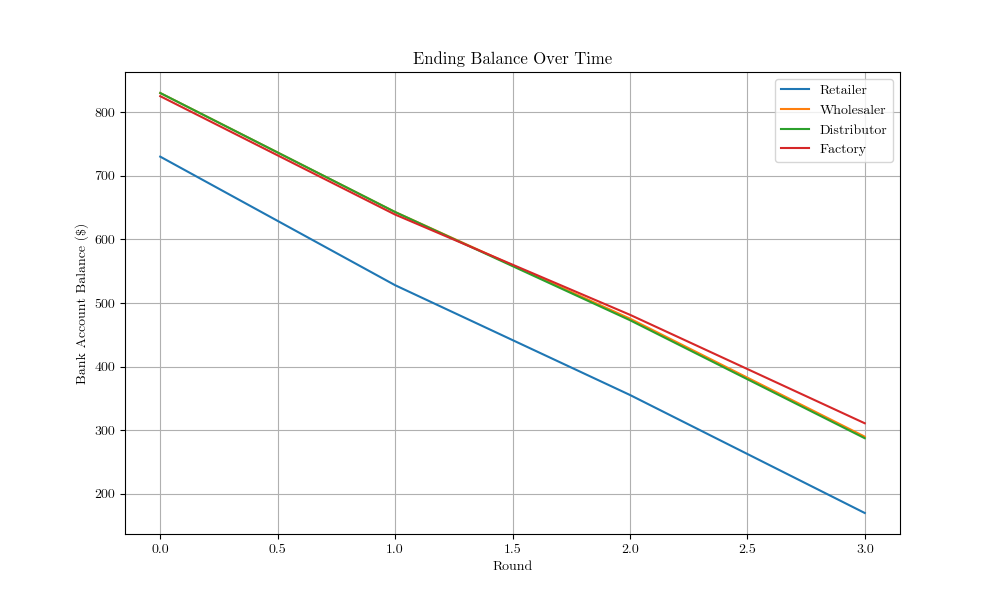 Ending Balance Over Time
Retailer
Wholesaler
Distributor
Factory
Bank Account Balance ($)
800
700
600
500
400
300
200
0.0 0.5 1.0 1.5 2.0 2.5 3.0
Round